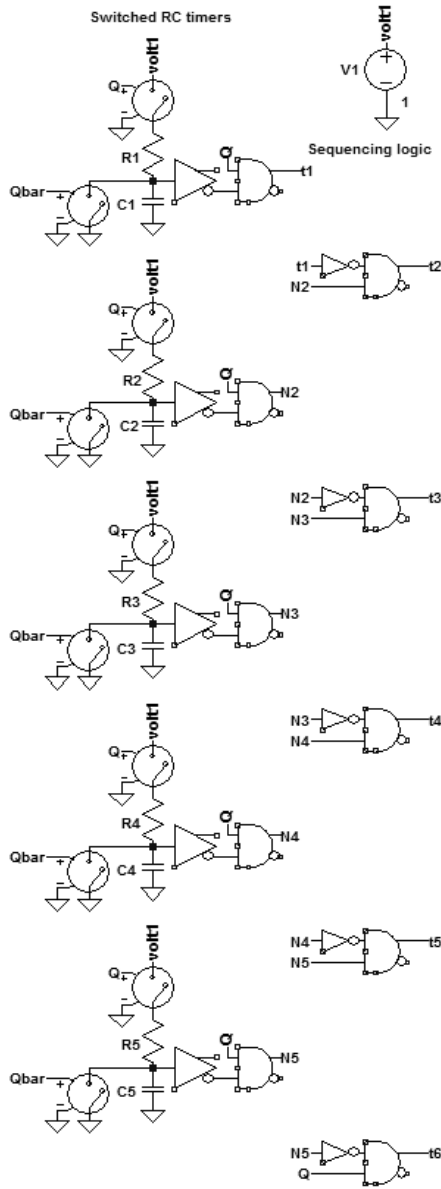 Switched RC timers
volt1
V1
1
Q
+
-
R1
Q
t1
Sequencing logic
Qbar
+
-
C1
t1
t2
N2
volt1
Q
+
-
R2
Q
N2
Qbar
+
-
C2
N2
t3
N3
volt1
Q
+
-
R3
Q
N3
Qbar
+
-
C3
N3
t4
N4
volt1
Q
+
-
R4
Q
N4
Qbar
+
-
C4
N4
t5
N5
volt1
Q
+
-
R5
Q
N5
Qbar
+
-
C5
N5
t6
Q
volt1
+
-